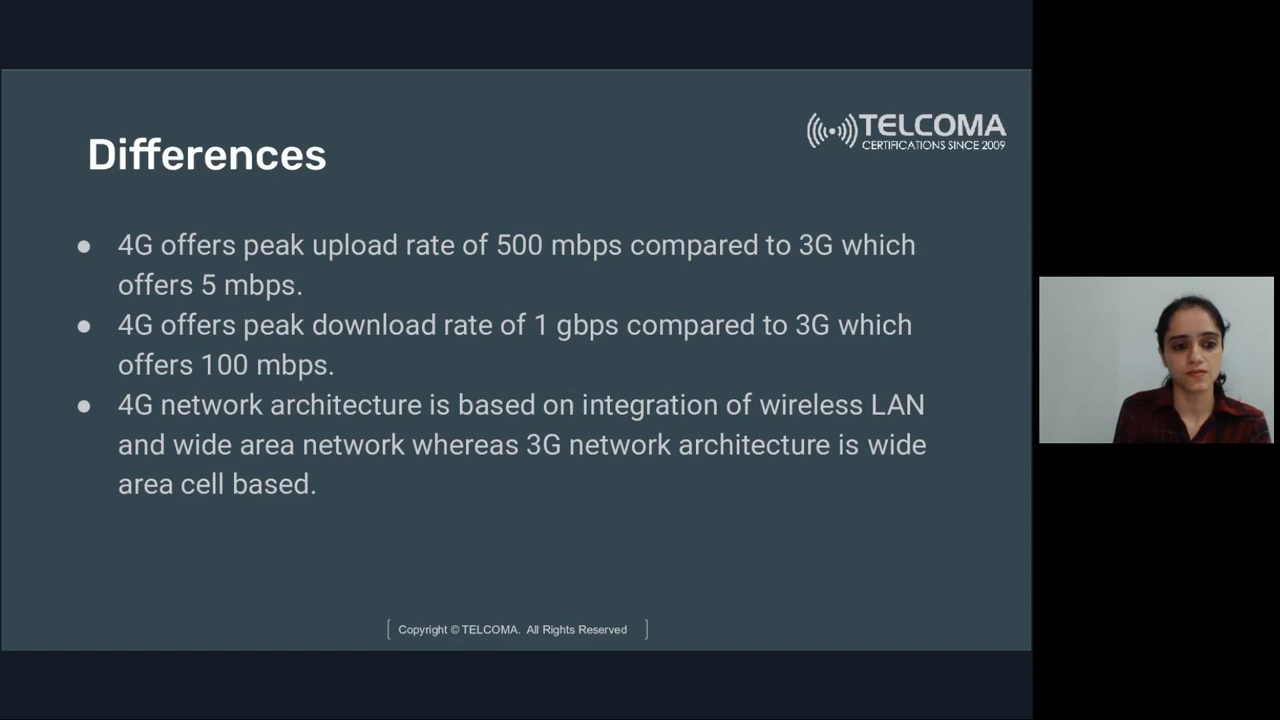 TELCOMA
CERTIFICATIONS SINCE 2009
Differences
● 4G offers peak upload rate of 500 mbps compared to 3G which
offers 5 mbps.
● 4G offers peak download rate of 1 gbps compared to 3G which
offers 100 mbps.
● 4G network architecture is based on integration of wireless LAN
and wide area network whereas 3G network architecture is wide
area cell based.
Copyright © TELCOMA. All Rights Reserved